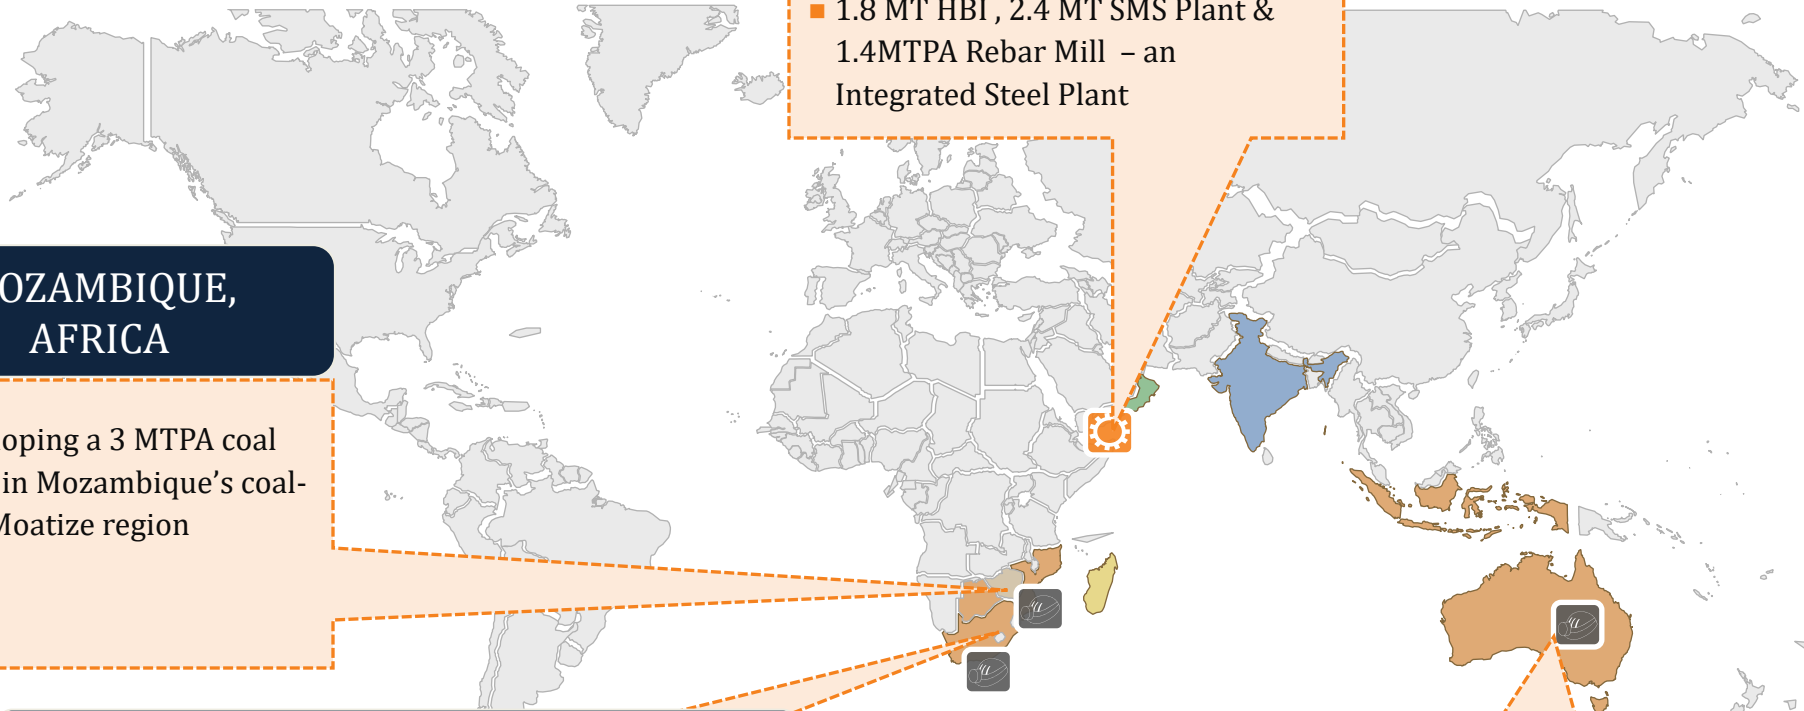 1.8 MT HBI , 2.4 MT SMS Plant &
1.4MTPA Rebar Mill – an
Integrated Steel Plant
OZAMBIQUE,
AFRICA
oping a 3 MTPA coal
in Mozambique's coal-
Moatize region